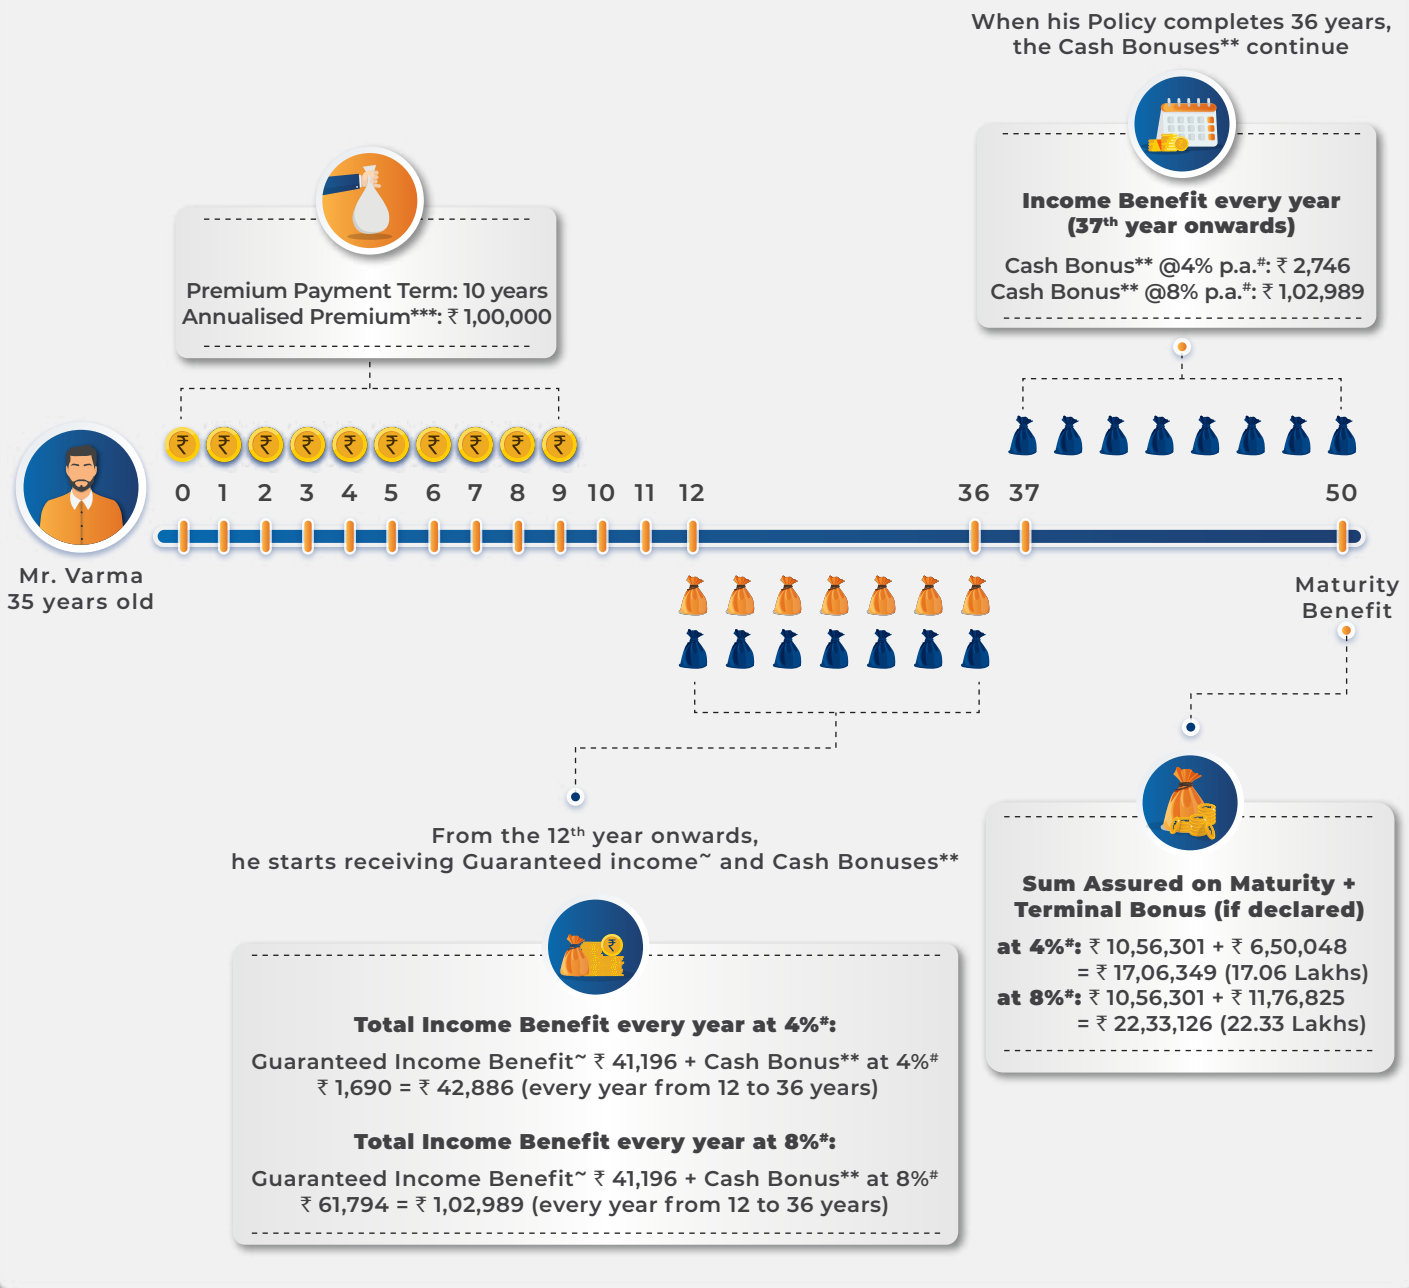 When his Policy completes 36 years,
the Cash Bonuses** continue
Income Benefit every year
(37th year onwards)
Cash Bonus** @4% p.a.#: ₹ 2,746
Cash Bonus** @8% p.a.#: ₹ 1,02,989
Premium Payment Term: 10 years
Annualised Premium***: ₹ 1,00,000
₹ ₹ ₹ ₹ ₹ ₹ ₹ ₹ ₹ ₹
0 1 2 3 4 5 6 7 8 9 10 11 12 36 37 50
Mr. Varma
35 years old
Maturity
Benefit
From the 12th year onwards,
he starts receiving Guaranteed income~ and Cash Bonuses**
₹
Total Income Benefit every year at 4%#:
Guaranteed Income Benefit~ ₹ 41,196 + Cash Bonus** at 4%#
₹ 1,690 = ₹ 42,886 (every year from 12 to 36 years)
Total Income Benefit every year at 8%#:
Guaranteed Income Benefit~ ₹ 41,196 + Cash Bonus** at 8%#
₹ 61,794 = ₹ 1,02,989 (every year from 12 to 36 years)
Sum Assured on Maturity +
Terminal Bonus (if declared)
at 4%#: ₹ 10,56,301 + ₹ 6,50,048
= ₹ 17,06,349 (17.06 Lakhs)
at 8%#: ₹ 10,56,301 + ₹ 11,76,825
= ₹ 22,33,126 (22.33 Lakhs)